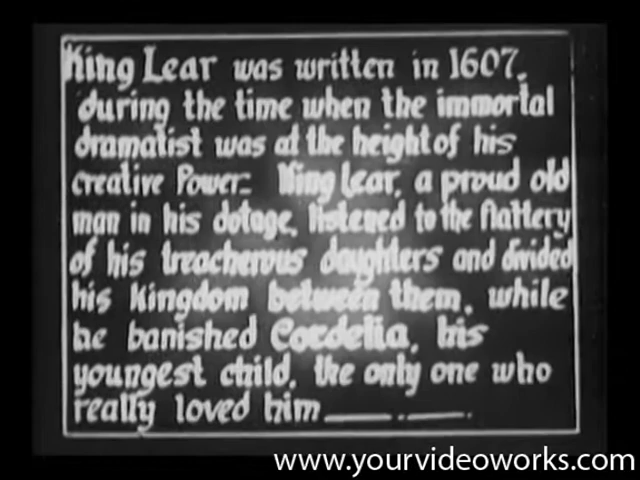 King Lear was written in 1607,
during the time when the immortal
dramatist was at the height of his
creative Power- King Lear, a proud old
man in his dotage, listened to the flattery
of his treacherous daughters and divided
his kingdom between them, while
he banished Cordelia, his
youngest child, the only one who
really loved him___.___.
www.yourvideoworks.com